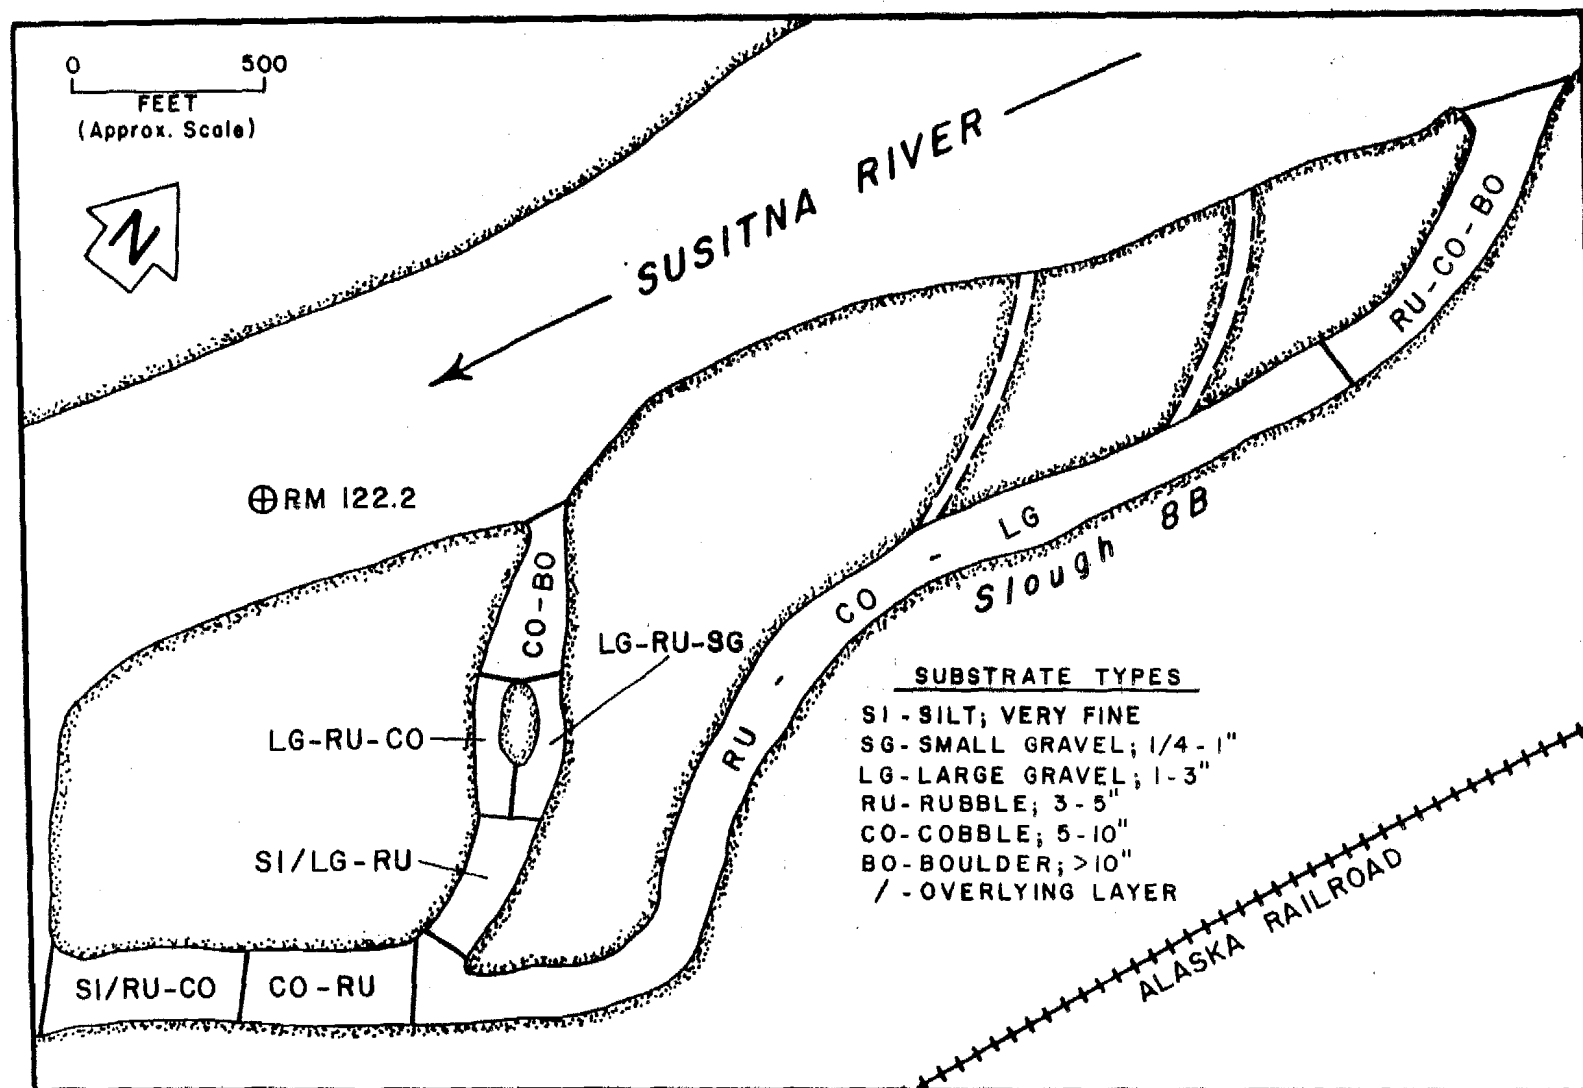 0 500
FEET
(Approx. Scale)
N
SUSITNA RIVER
RU-CO-BO
⊕RM 122.2
CO-BO
LG-RU-SG
RU - CO - LG
Slough 8B
LG-RU-CO
SI/LG-RU
SI/RU-CO
CO-RU
SUBSTRATE TYPES
SI-SILT; VERY FINE
SG-SMALL GRAVEL; 1/4-1"
LG-LARGE GRAVEL; 1-3"
RU-RUBBLE; 3-5"
CO-COBBLE; 5-10"
BO-BOULDER; >10"
/ -OVERLYING LAYER
ALASKA RAILROAD